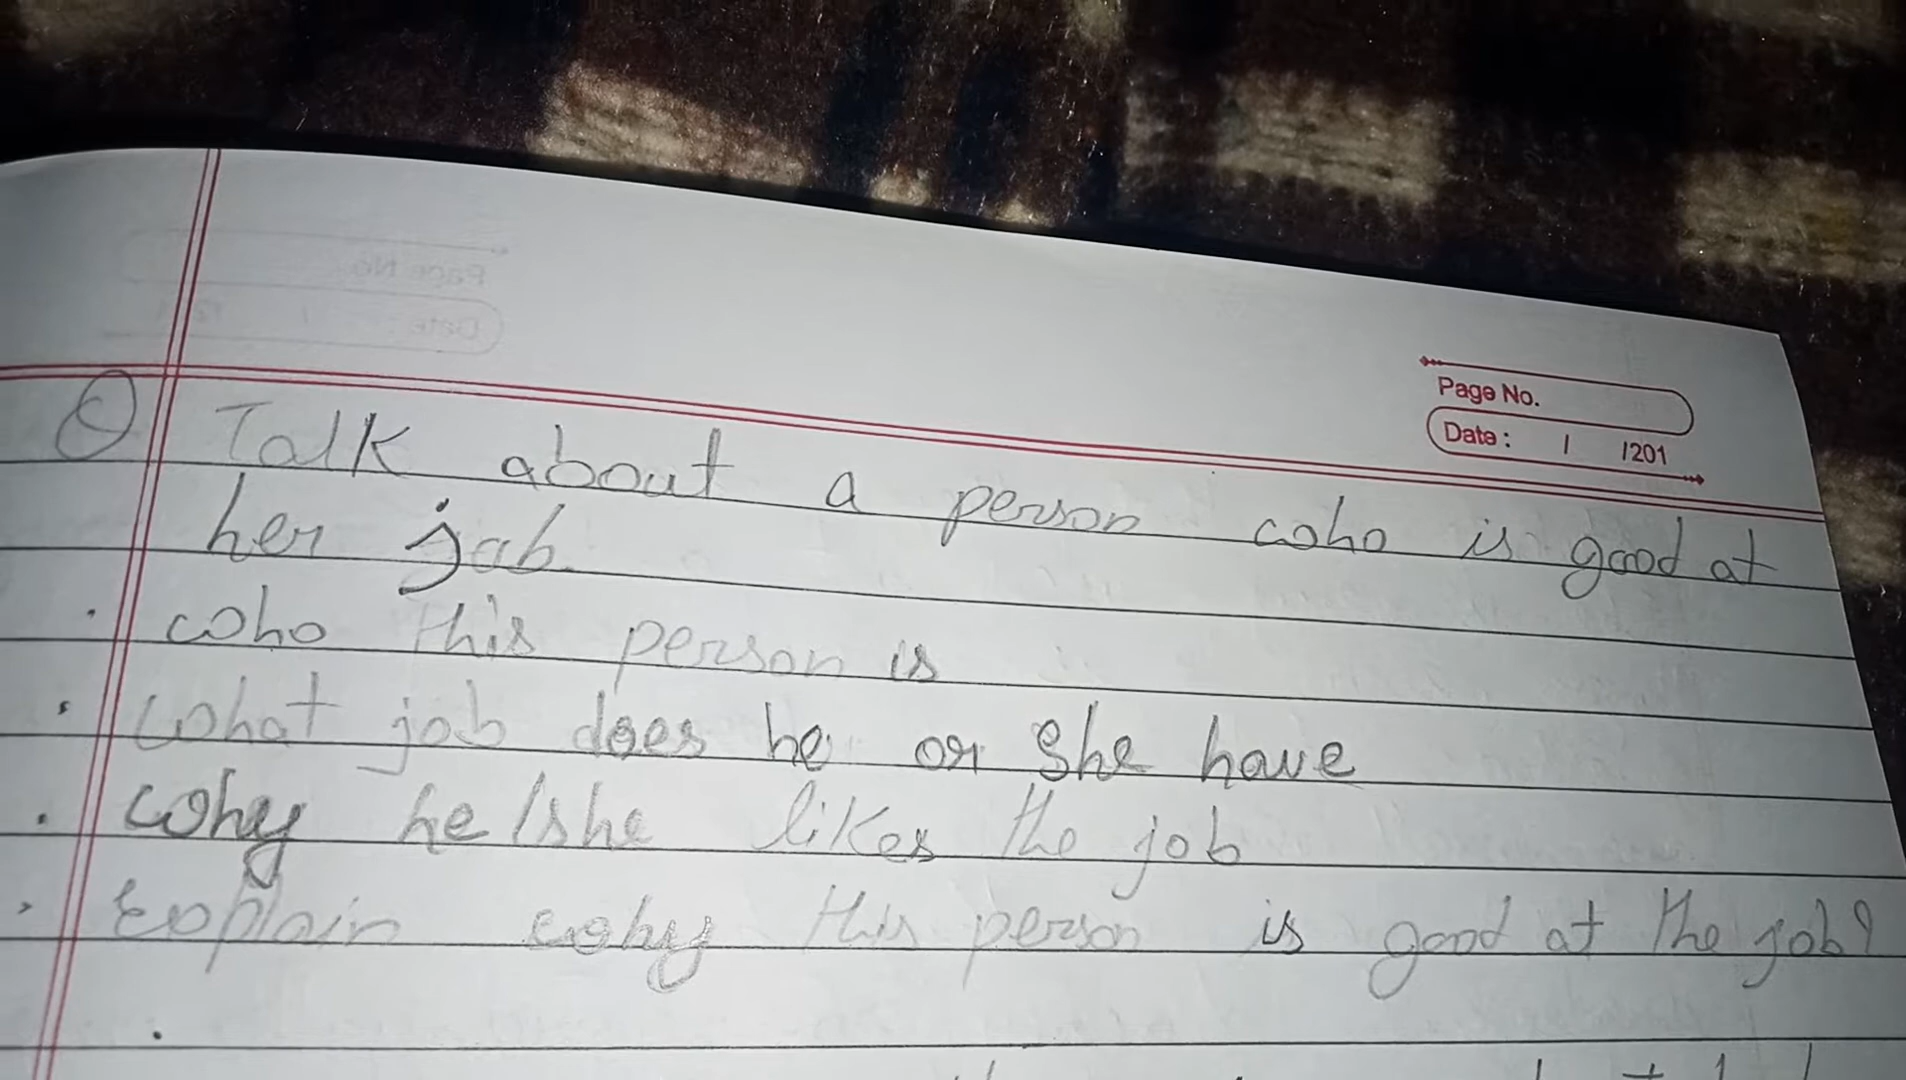 Page No.
Date : / /201
Q Talk about a person who is good at
her job
. who this person is
. what job does he or she have
. why he/she likes the job
. Explain why this person is good at the job?